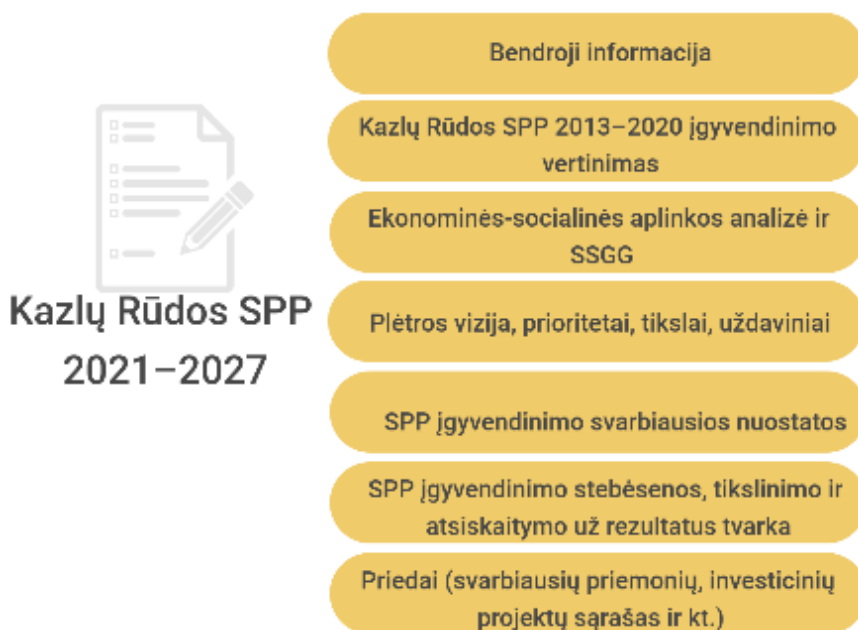 Kazlų Rūdos SPP
2021–2027
Bendroji informacija
Kazlų Rūdos SPP 2013–2020 įgyvendinimo
vertinimas
Ekonominės-socialinės aplinkos analizė ir
SSGG
Plėtros vizija, prioritetai, tikslai, uždaviniai
SPP įgyvendinimo svarbiausios nuostatos
SPP įgyvendinimo stebėsenos, tikslinimo ir
atsiskaitymo už rezultatus tvarka
Priedai (svarbiausių priemonių, investicinių
projektų sąrašas ir kt.)